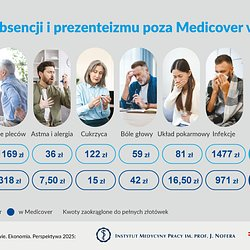 bsencji i prezenteizmu poza Medicover v
e pleców Astma i alergia Cukrzyca Bóle głowy Układ pokarmowy Infekcje
169 zł 36 zł 122 zł 59 zł 81 zł 1477 zł
318 zł 7,50 zł 15 zł 42 zł 16,50 zł 971 z
er w Medicover Kwoty zaokrąglone do pełnych złotówek
wie. Ekonomia. Perspektywa 2025: Instytut Medycyny Pracy im. prof. J. Nofera